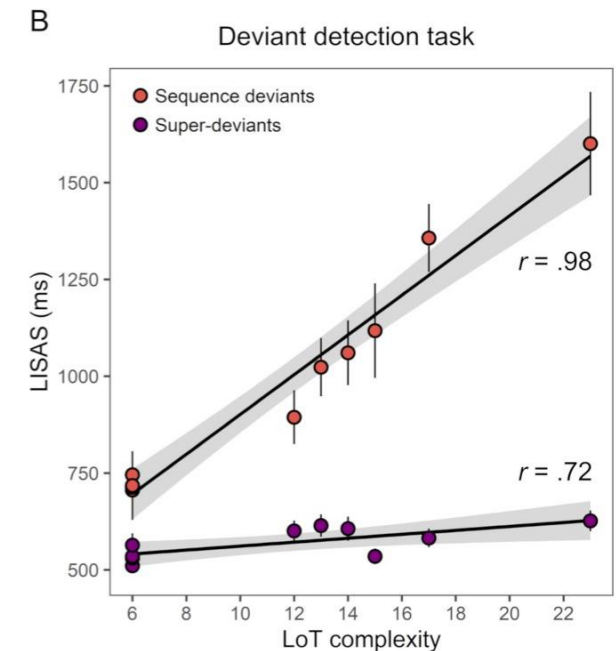 B
Deviant detection task
Sequence deviants
Super-deviants
1750
1500
1250
1000
750
500
LISAS (ms)
r = .98
r = .72
6 8 10 12 14 16 18 20 22
LoT complexity